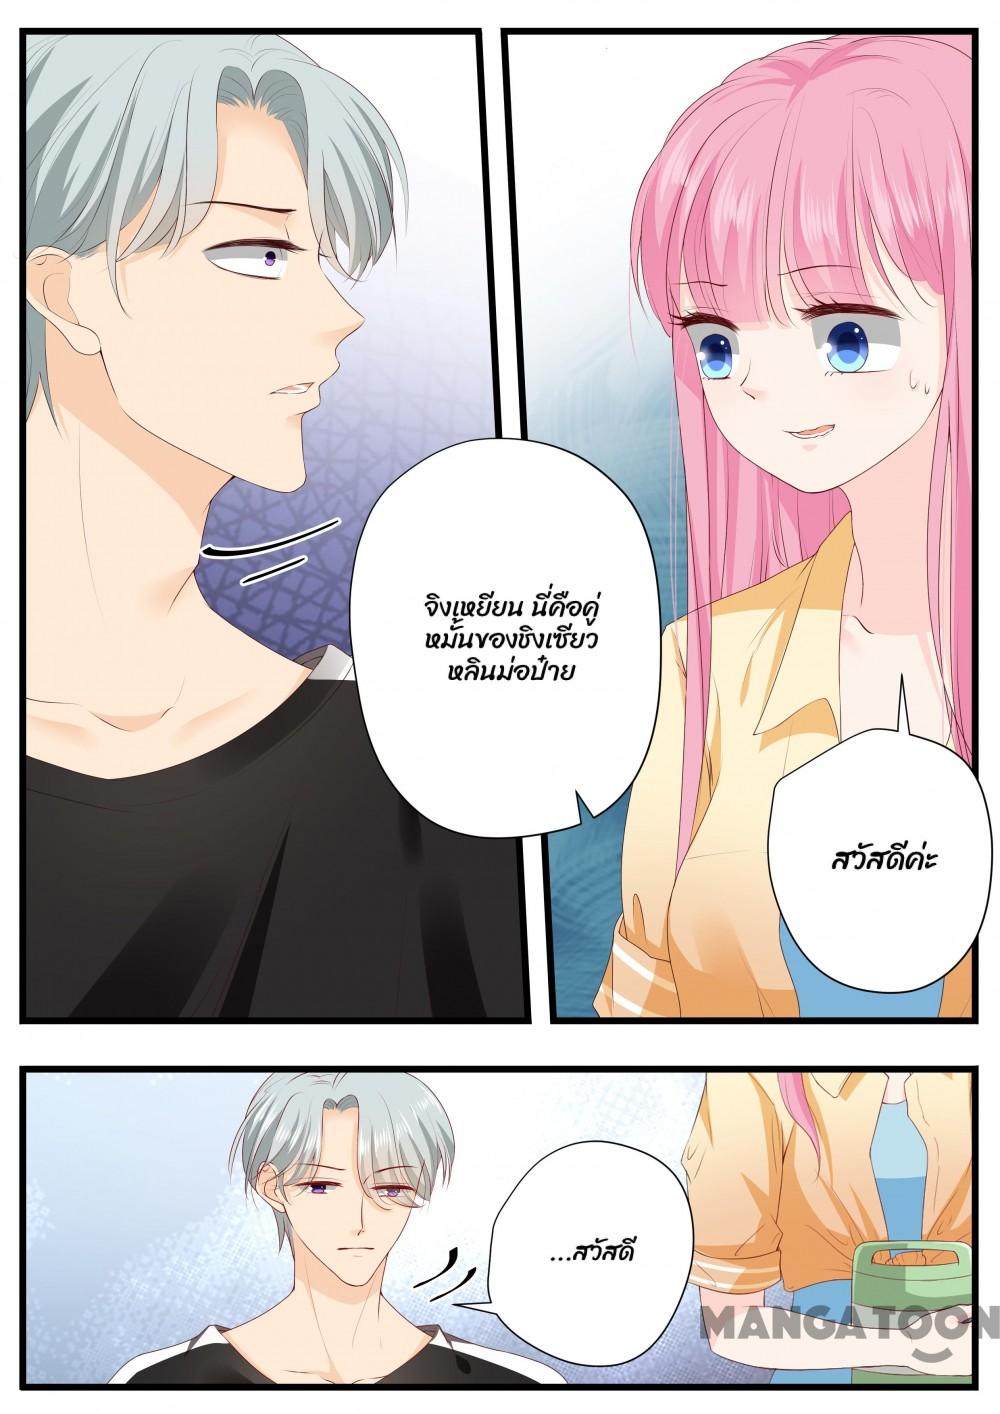 จิงเหยียน นี่คือคู่
หมั้นของชิงเซียว
หลินม่อป๋าย
สวัสดีค่ะ
...สวัสดี
MANGATOON